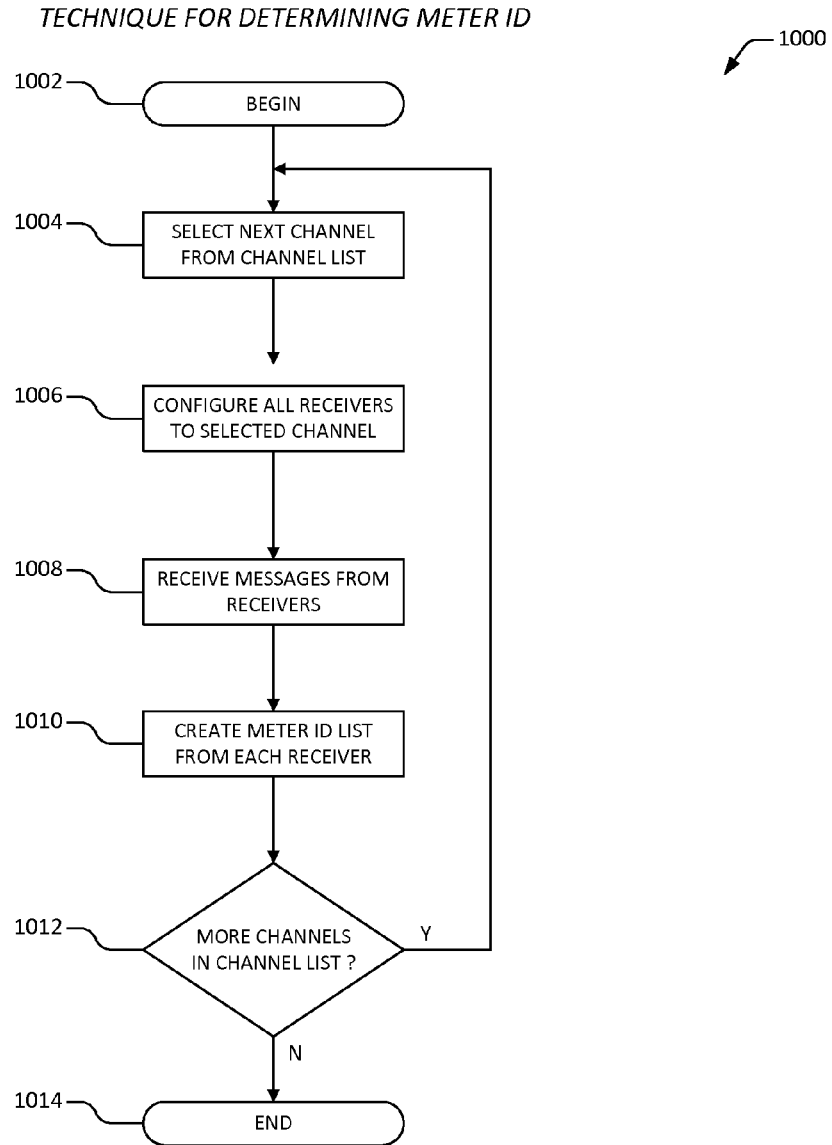 TECHNIQUE FOR DETERMINING METER ID
1000
1002
BEGIN
1004
SELECT NEXT CHANNEL
FROM CHANNEL LIST
1006
CONFIGURE ALL RECEIVERS
TO SELECTED CHANNEL
1008
RECEIVE MESSAGES FROM
RECEIVERS
1010
CREATE METER ID LIST
FROM EACH RECEIVER
1012
MORE CHANNELS
IN CHANNEL LIST ?
Y
N
1014
END